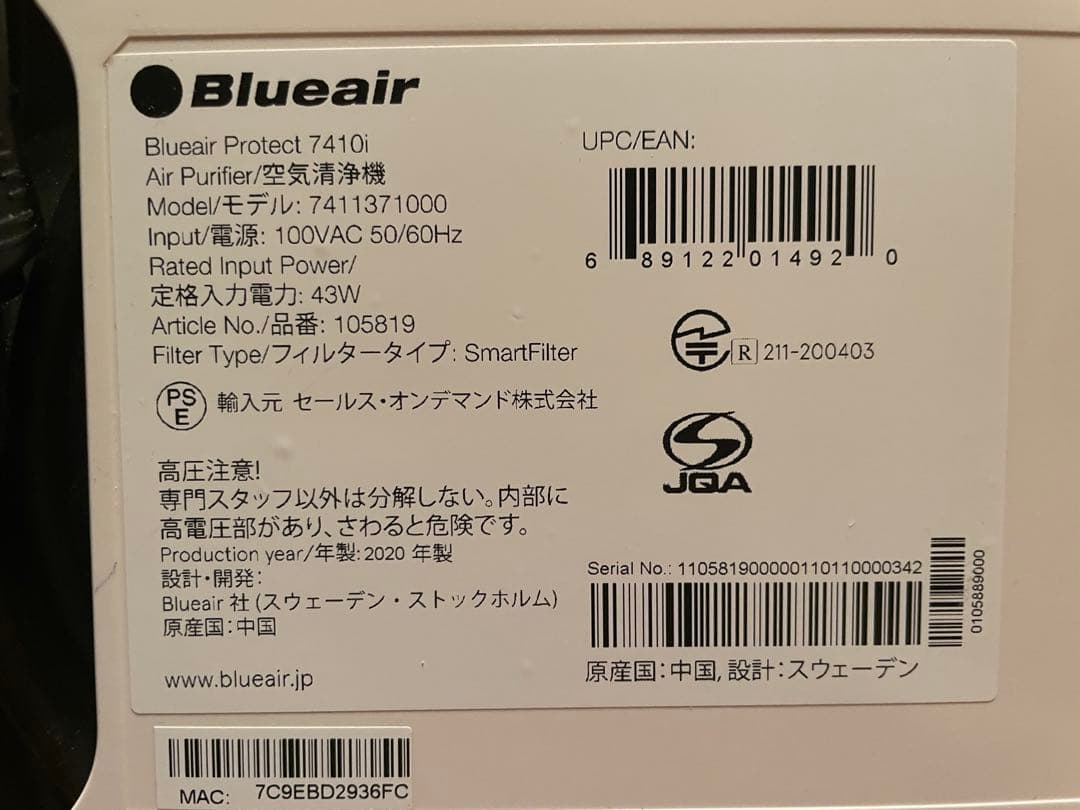 Blueair
Blueair Protect 7410i
Air Purifier/空気清浄機
Model/モデル: 7411371000
Input/電源: 100VAC 50/60Hz
Rated Input Power/
定格入力電力: 43W
Article No./品番: 105819
Filter Type/フィルタータイプ: SmartFilter
PS
E
輸入元 セールス・オンデマンド株式会社
高圧注意!
専門スタッフ以外は分解しない。内部に
高電圧部があり、さわると危険です。
Production year/年製: 2020 年製
設計・開発:
Blueair 社 (スウェーデン・ストックホルム)
原産国:中国
www.blueair.jp
UPC/EAN:
6 89122 01492 0
R 211-200403
JQA
Serial No.: 110581900000110110000342
0105889000
原産国:中国, 設計:スウェーデン
MAC: 7C9EBD2936FC